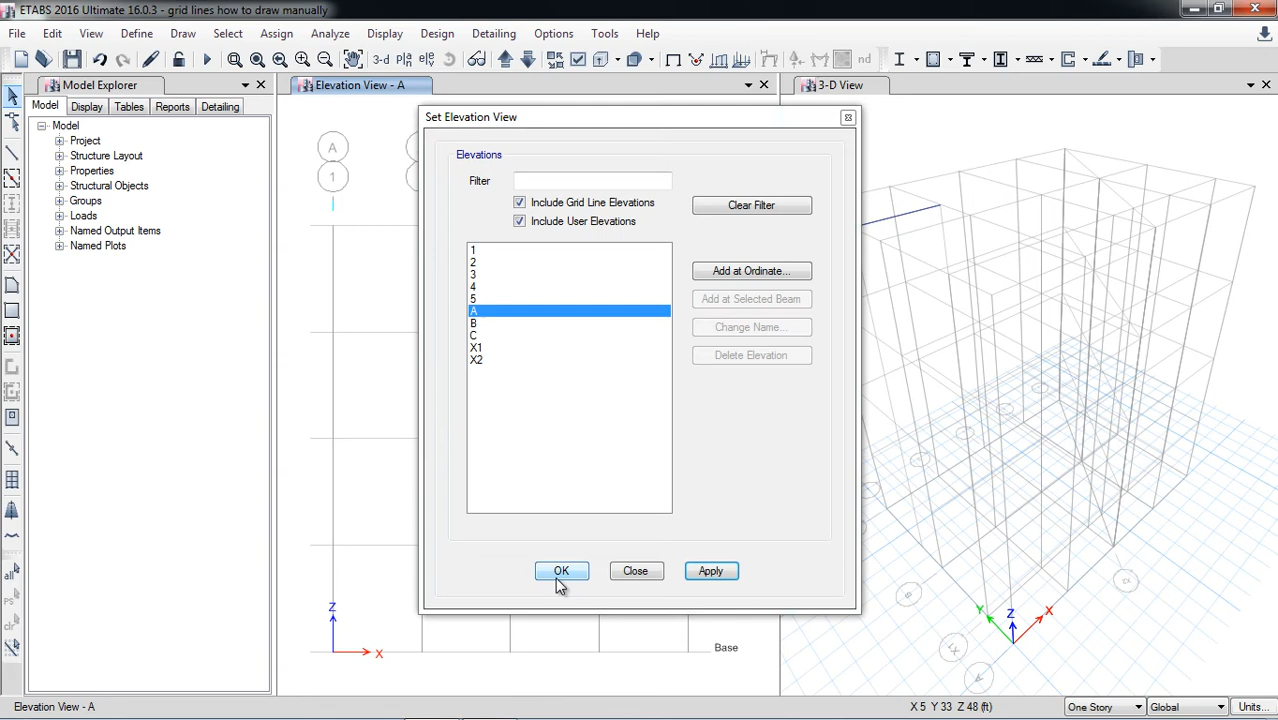 ETABS 2016 Ultimate 16.0.3 - grid lines how to draw manually
File Edit View Define Draw Select Assign Analyze Display Design Detailing Options Tools Help
3-d
Model Explorer
Elevation View - A
3-D View
Model Display Tables Reports Detailing
Model
Project
Structure Layout
Properties
Structural Objects
Groups
Loads
Named Output Items
Named Plots
all
ps
clr
A
1
Z
X
Base
Set Elevation View
Elevations
Filter
Include Grid Line Elevations
Include User Elevations
Clear Filter
1
2
3
4
5
A
B
C
X1
X2
Add at Ordinate...
Add at Selected Beam
Change Name...
Delete Elevation
OK Close Apply
Y
Z
X
Elevation View - A
X 5 Y 33 Z 48 (ft)
One Story
Global
Units...